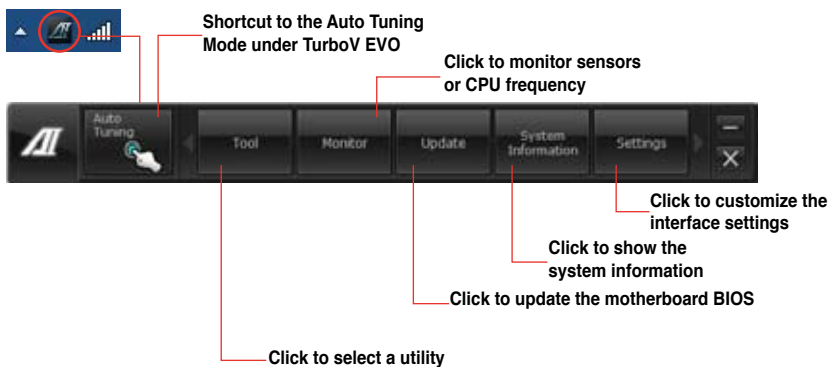 Shortcut to the Auto Tuning
Mode under TurboV EVO
Click to monitor sensors
or CPU frequency
Auto
Tuning
Tool
Monitor
Update
System
Information
Settings
Click to customize the
interface settings
Click to show the
system information
Click to update the motherboard BIOS
Click to select a utility